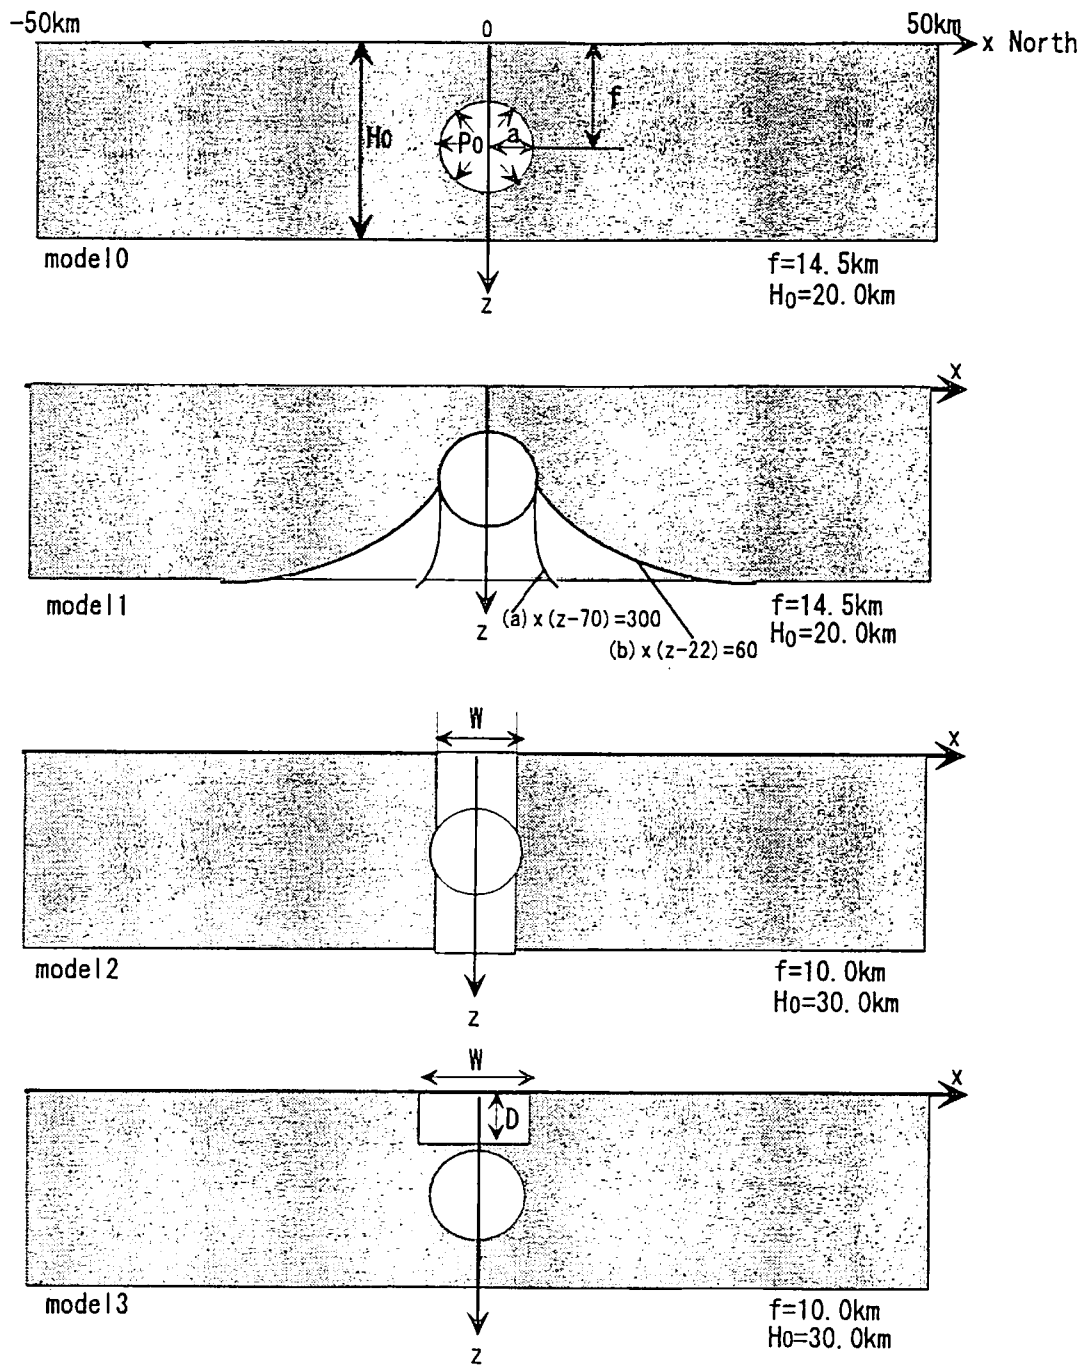 -50km
0
50km
x North
H0
P0
a
f
model0
z
f=14.5km
H0=20.0km
x
model1
z
(a) x (z-70)=300
(b) x (z-22)=60
f=14.5km
H0=20.0km
W
x
model2
z
f=10.0km
H0=30.0km
W
x
D
model3
z
f=10.0km
H0=30.0km